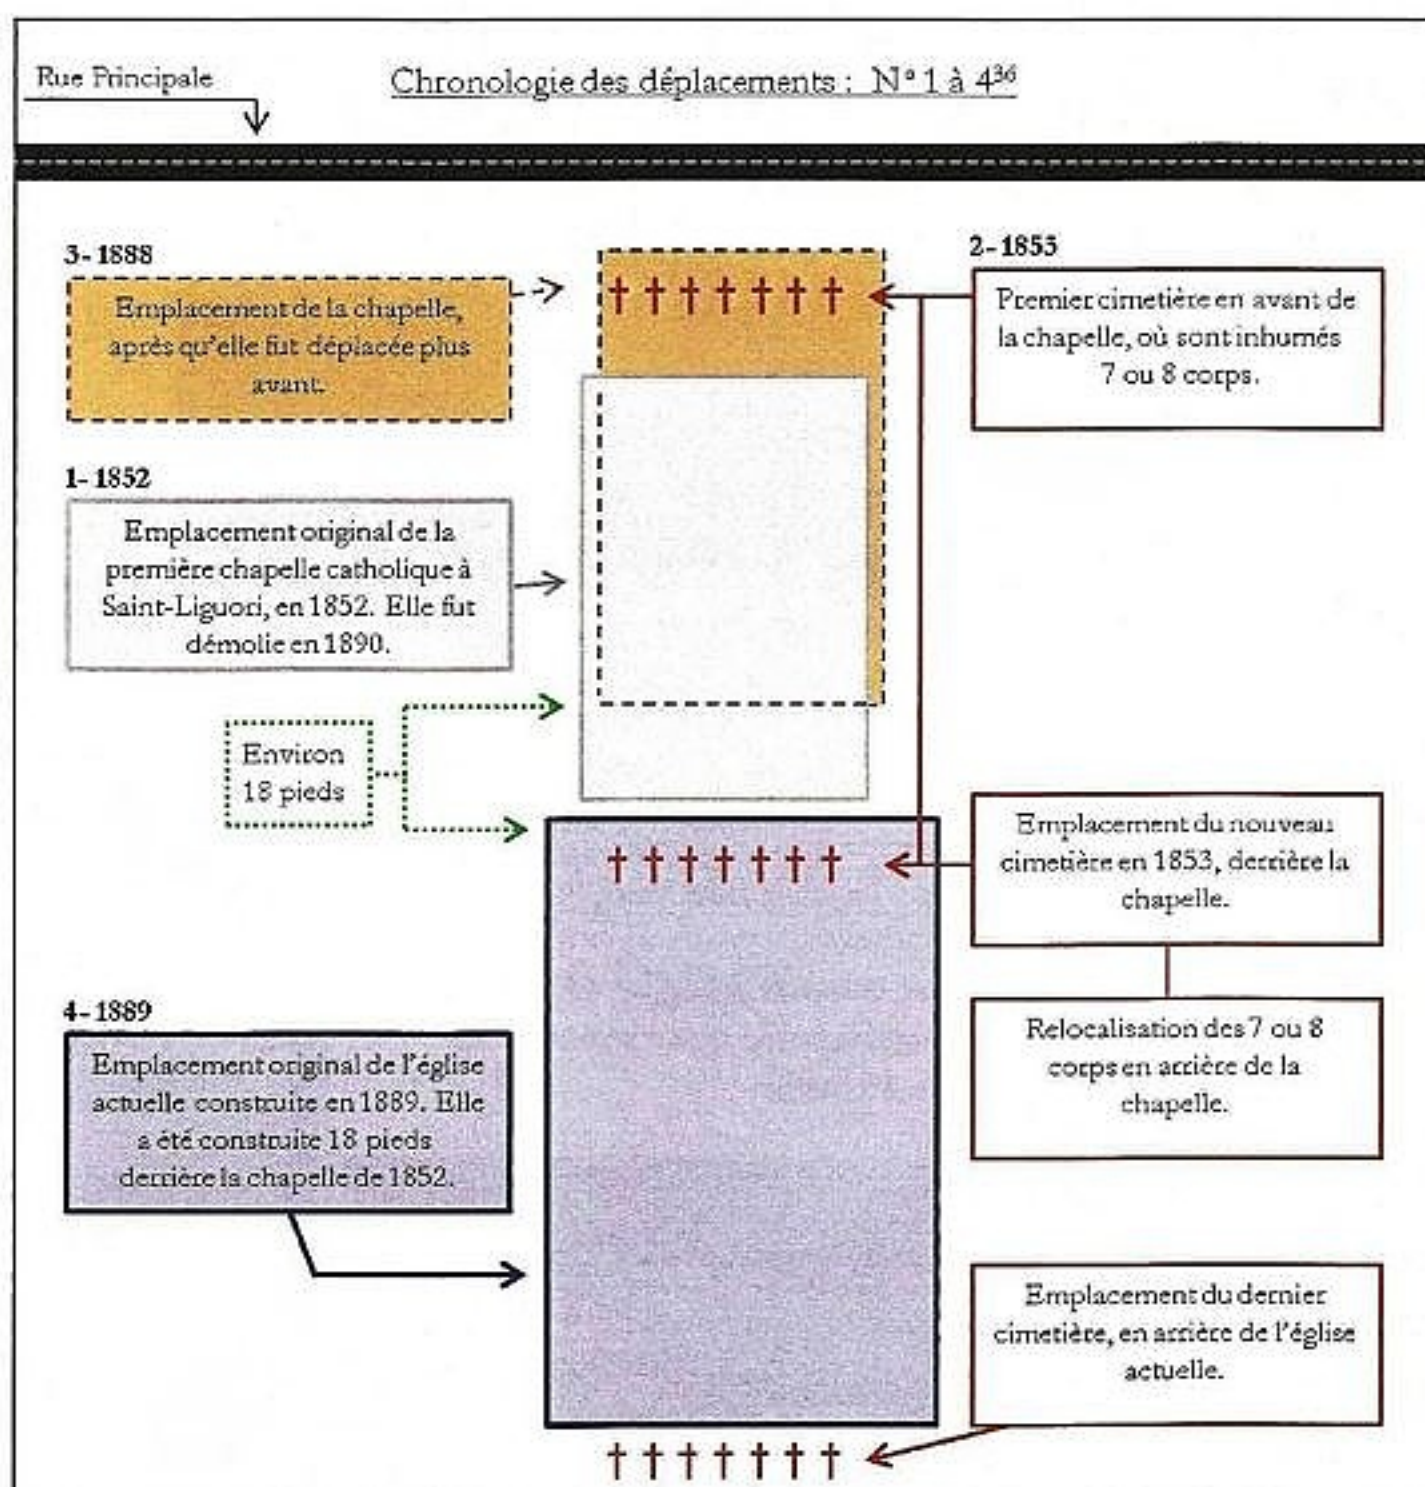 Rue Principale
Chronologie des déplacements : N° 1 à 4³⁶
3- 1888
Emplacement de la chapelle,
après qu'elle fut déplacée plus
avant.
2- 1853
Premier cimetière en avant de
la chapelle, où sont inhumés
7 ou 8 corps.
1- 1852
Emplacement original de la
première chapelle catholique à
Saint-Liguori, en 1852. Elle fut
démolie en 1890.
Environ
18 pieds
Emplacement du nouveau
cimetière en 1853, derrière la
chapelle.
Relocalisation des 7 ou 8
corps en arrière de la
chapelle.
4- 1889
Emplacement original de l'église
actuelle construite en 1889. Elle
a été construite 18 pieds
derrière la chapelle de 1852.
Emplacement du dernier
cimetière, en arrière de l'église
actuelle.